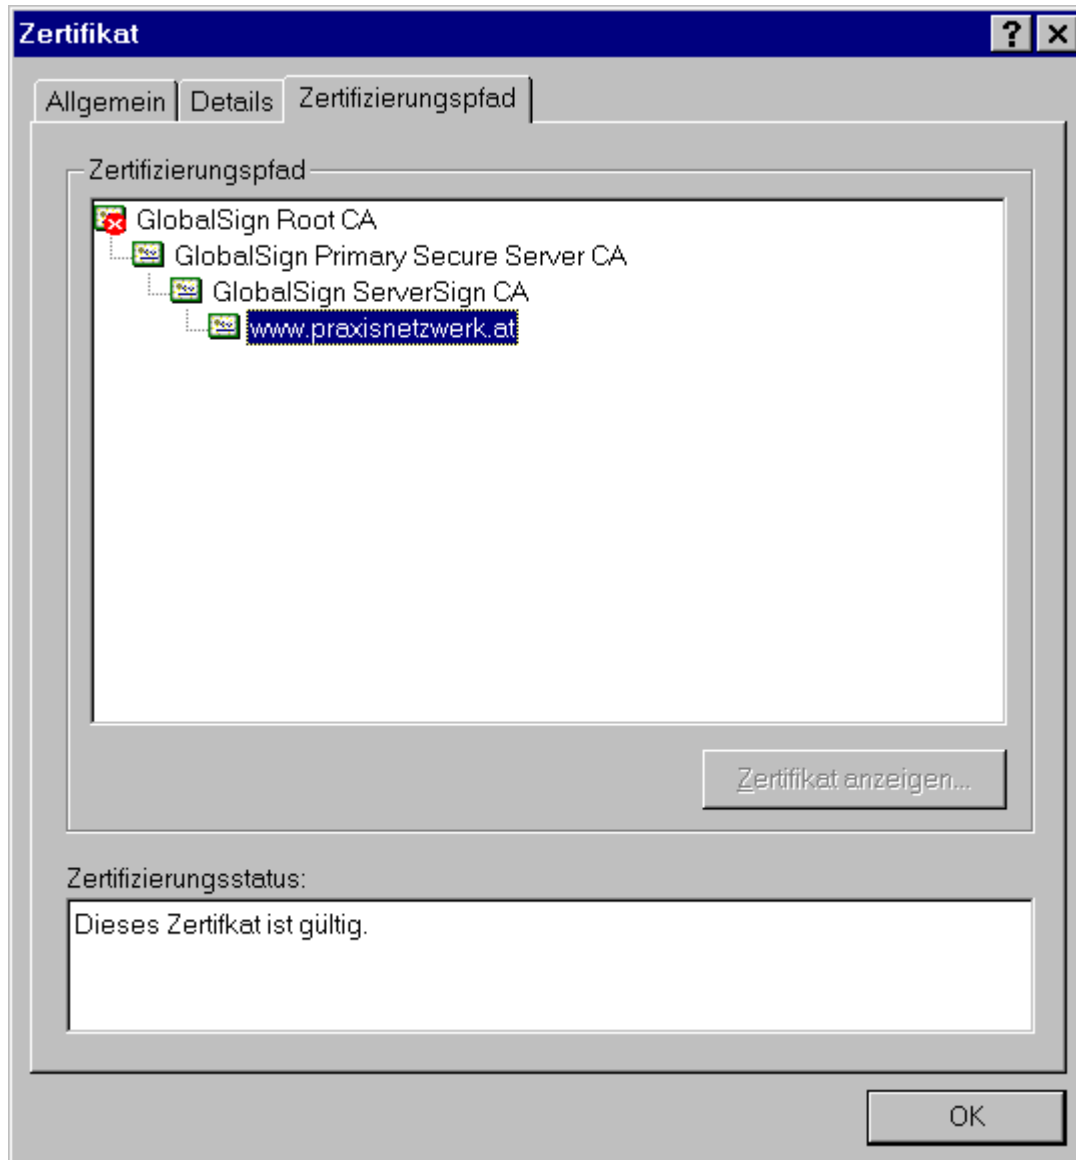 Zertifikat
Allgemein Details Zertifizierungspfad
Zertifizierungspfad
GlobalSign Root CA
GlobalSign Primary Secure Server CA
GlobalSign ServerSign CA
www.praxisnetzwerk.at
Zertifikat anzeigen...
Zertifizierungsstatus:
Dieses Zertifkat ist gültig.
OK